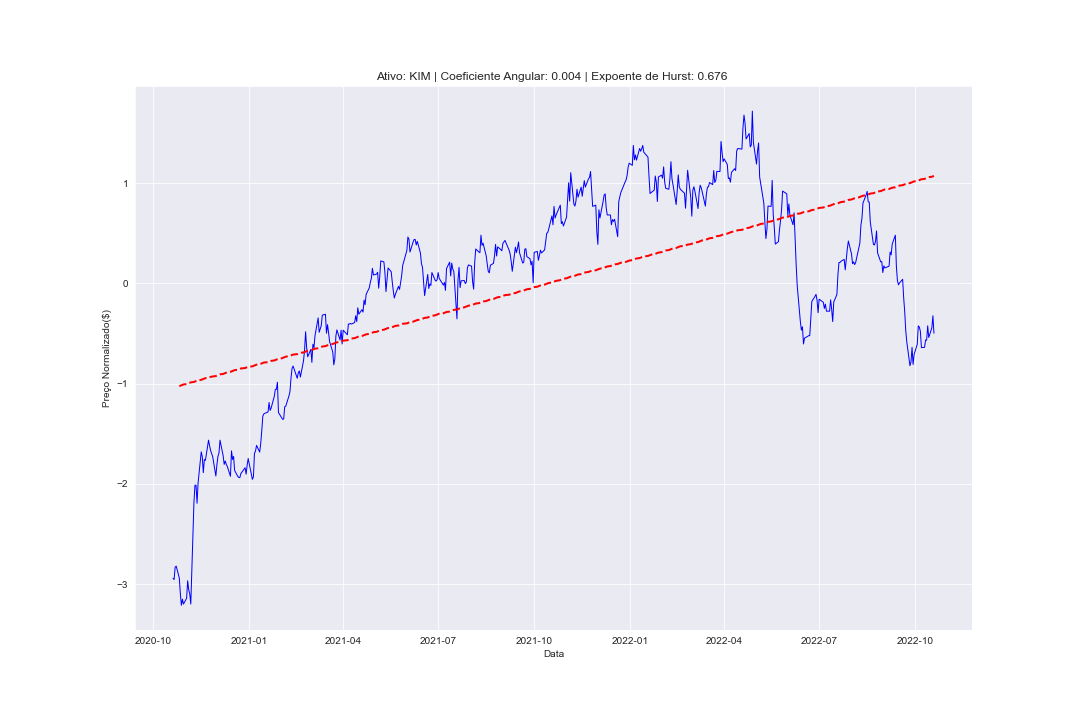 Ativo: KIM | Coeficiente Angular: 0.004 | Expoente de Hurst: 0.676
Preço Normalizado($)
1
0
−1
−2
−3
2020-10 2021-01 2021-04 2021-07 2021-10 2022-01 2022-04 2022-07 2022-10
Data